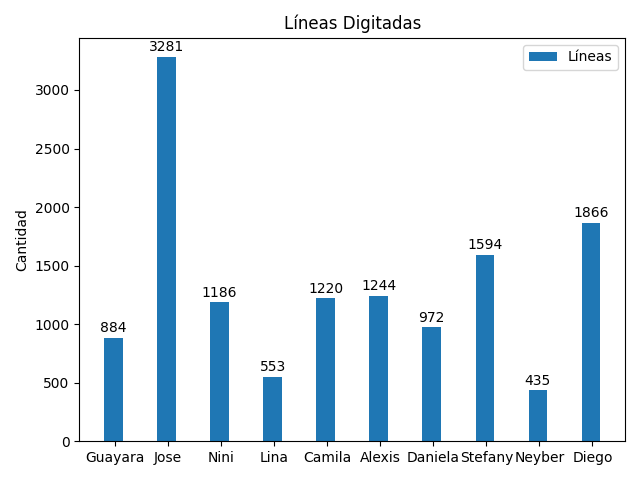 Líneas Digitadas
Líneas
Cantidad
3000
2500
2000
1500
1000
500
0
884
3281
1186
553
1220
1244
972
1594
435
1866
Guayara
Jose
Nini
Lina
Camila
Alexis
Daniela
Stefany
Neyber
Diego